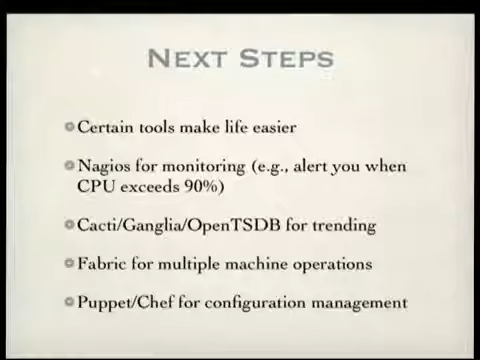 NEXT STEPS
Certain tools make life easier
Nagios for monitoring (e.g., alert you when
CPU exceeds 90%)
Cacti/Ganglia/OpenTSDB for trending
Fabric for multiple machine operations
Puppet/Chef for configuration management